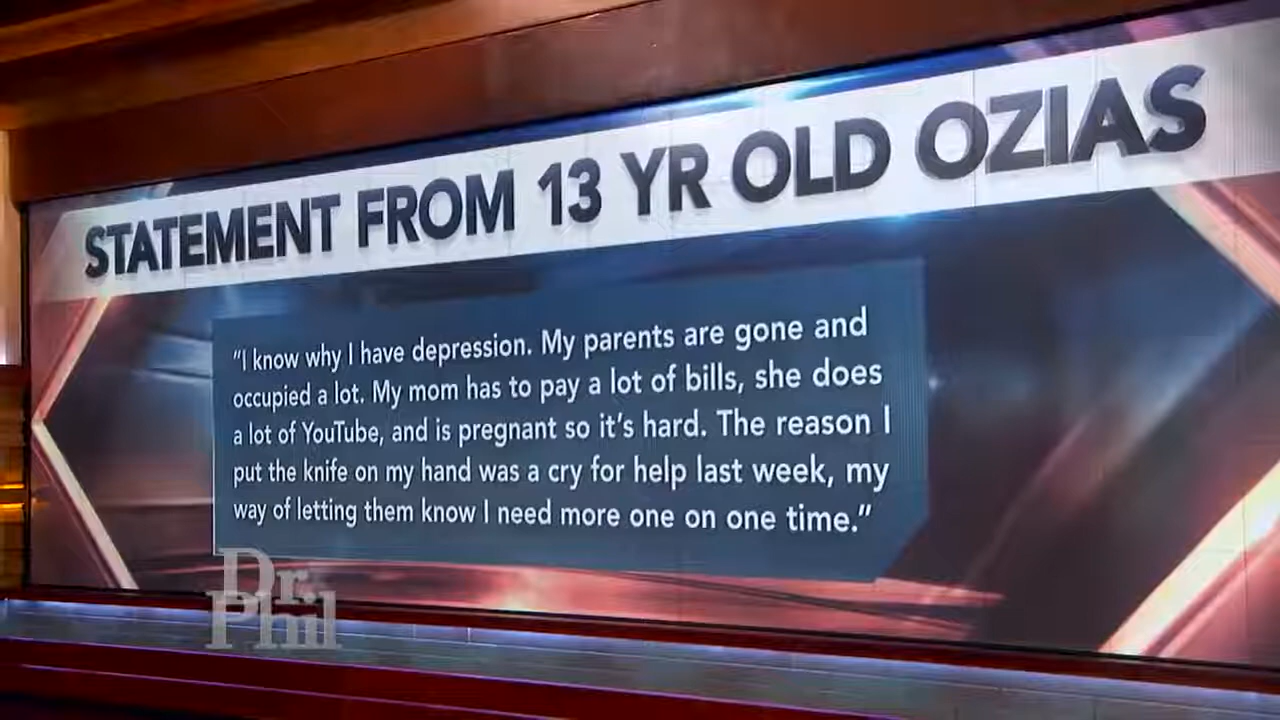 STATEMENT FROM 13 YR OLD OZIAS
"I know why I have depression. My parents are gone and
occupied a lot. My mom has to pay a lot of bills, she does
a lot of YouTube, and is pregnant so it's hard. The reason I
put the knife on my hand was a cry for help last week, my
way of letting them know I need more one on one time."
Dr.
Phil